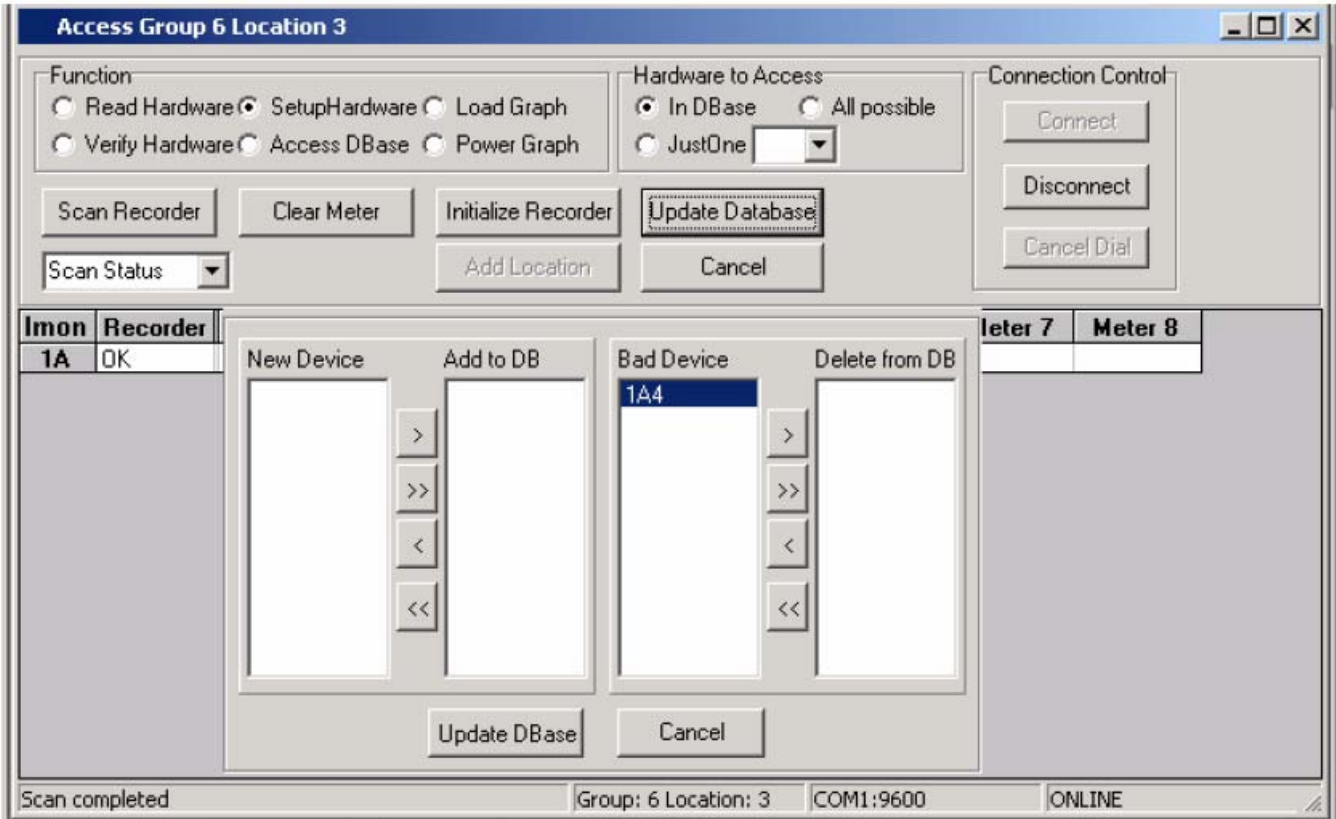 Access Group 6 Location 3
Function
Hardware to Access
Connection Control
Read Hardware SetupHardware Load Graph
In DBase All possible
Connect
Verify Hardware Access DBase Power Graph
JustOne
Disconnect
Scan Recorder Clear Meter Initialize Recorder Update Database
Cancel Dial
Scan Status Add Location Cancel
Imon Recorder Meter 8
1A OK
7
New Device Add to DB Bad Device Delete from DB
1A4
> >
>> >>
< <
<< <<
Update DBase Cancel
Scan completed Group: 6 Location: 3 COM1:9600 ONLINE